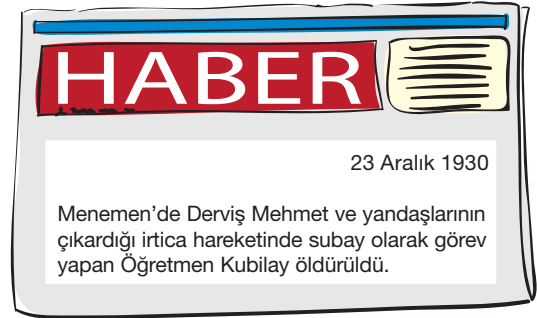 HABER
23 Aralık 1930
Menemen’de Derviş Mehmet ve yandaşlarının
çıkardığı irtica hareketinde subay olarak görev
yapan Öğretmen Kubilay öldürüldü.